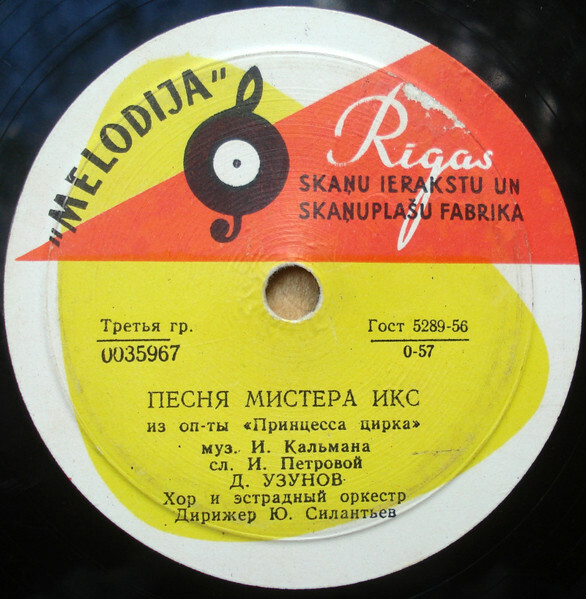 „MELODIJA"
Rigas
SKAŅU IERAKSTU UN
SKAŅUPLAŠU FABRIKA
Третья гр.
0035967
Гост 5289-56
0-57
ПЕСНЯ МИСТЕРА ИКС
из оп-ты «Принцесса цирка»
муз. И. Кальмана
сл. И. Петровой
Д. УЗУНОВ
Хор и эстрадный оркестр
Дирижер Ю. Силантьев